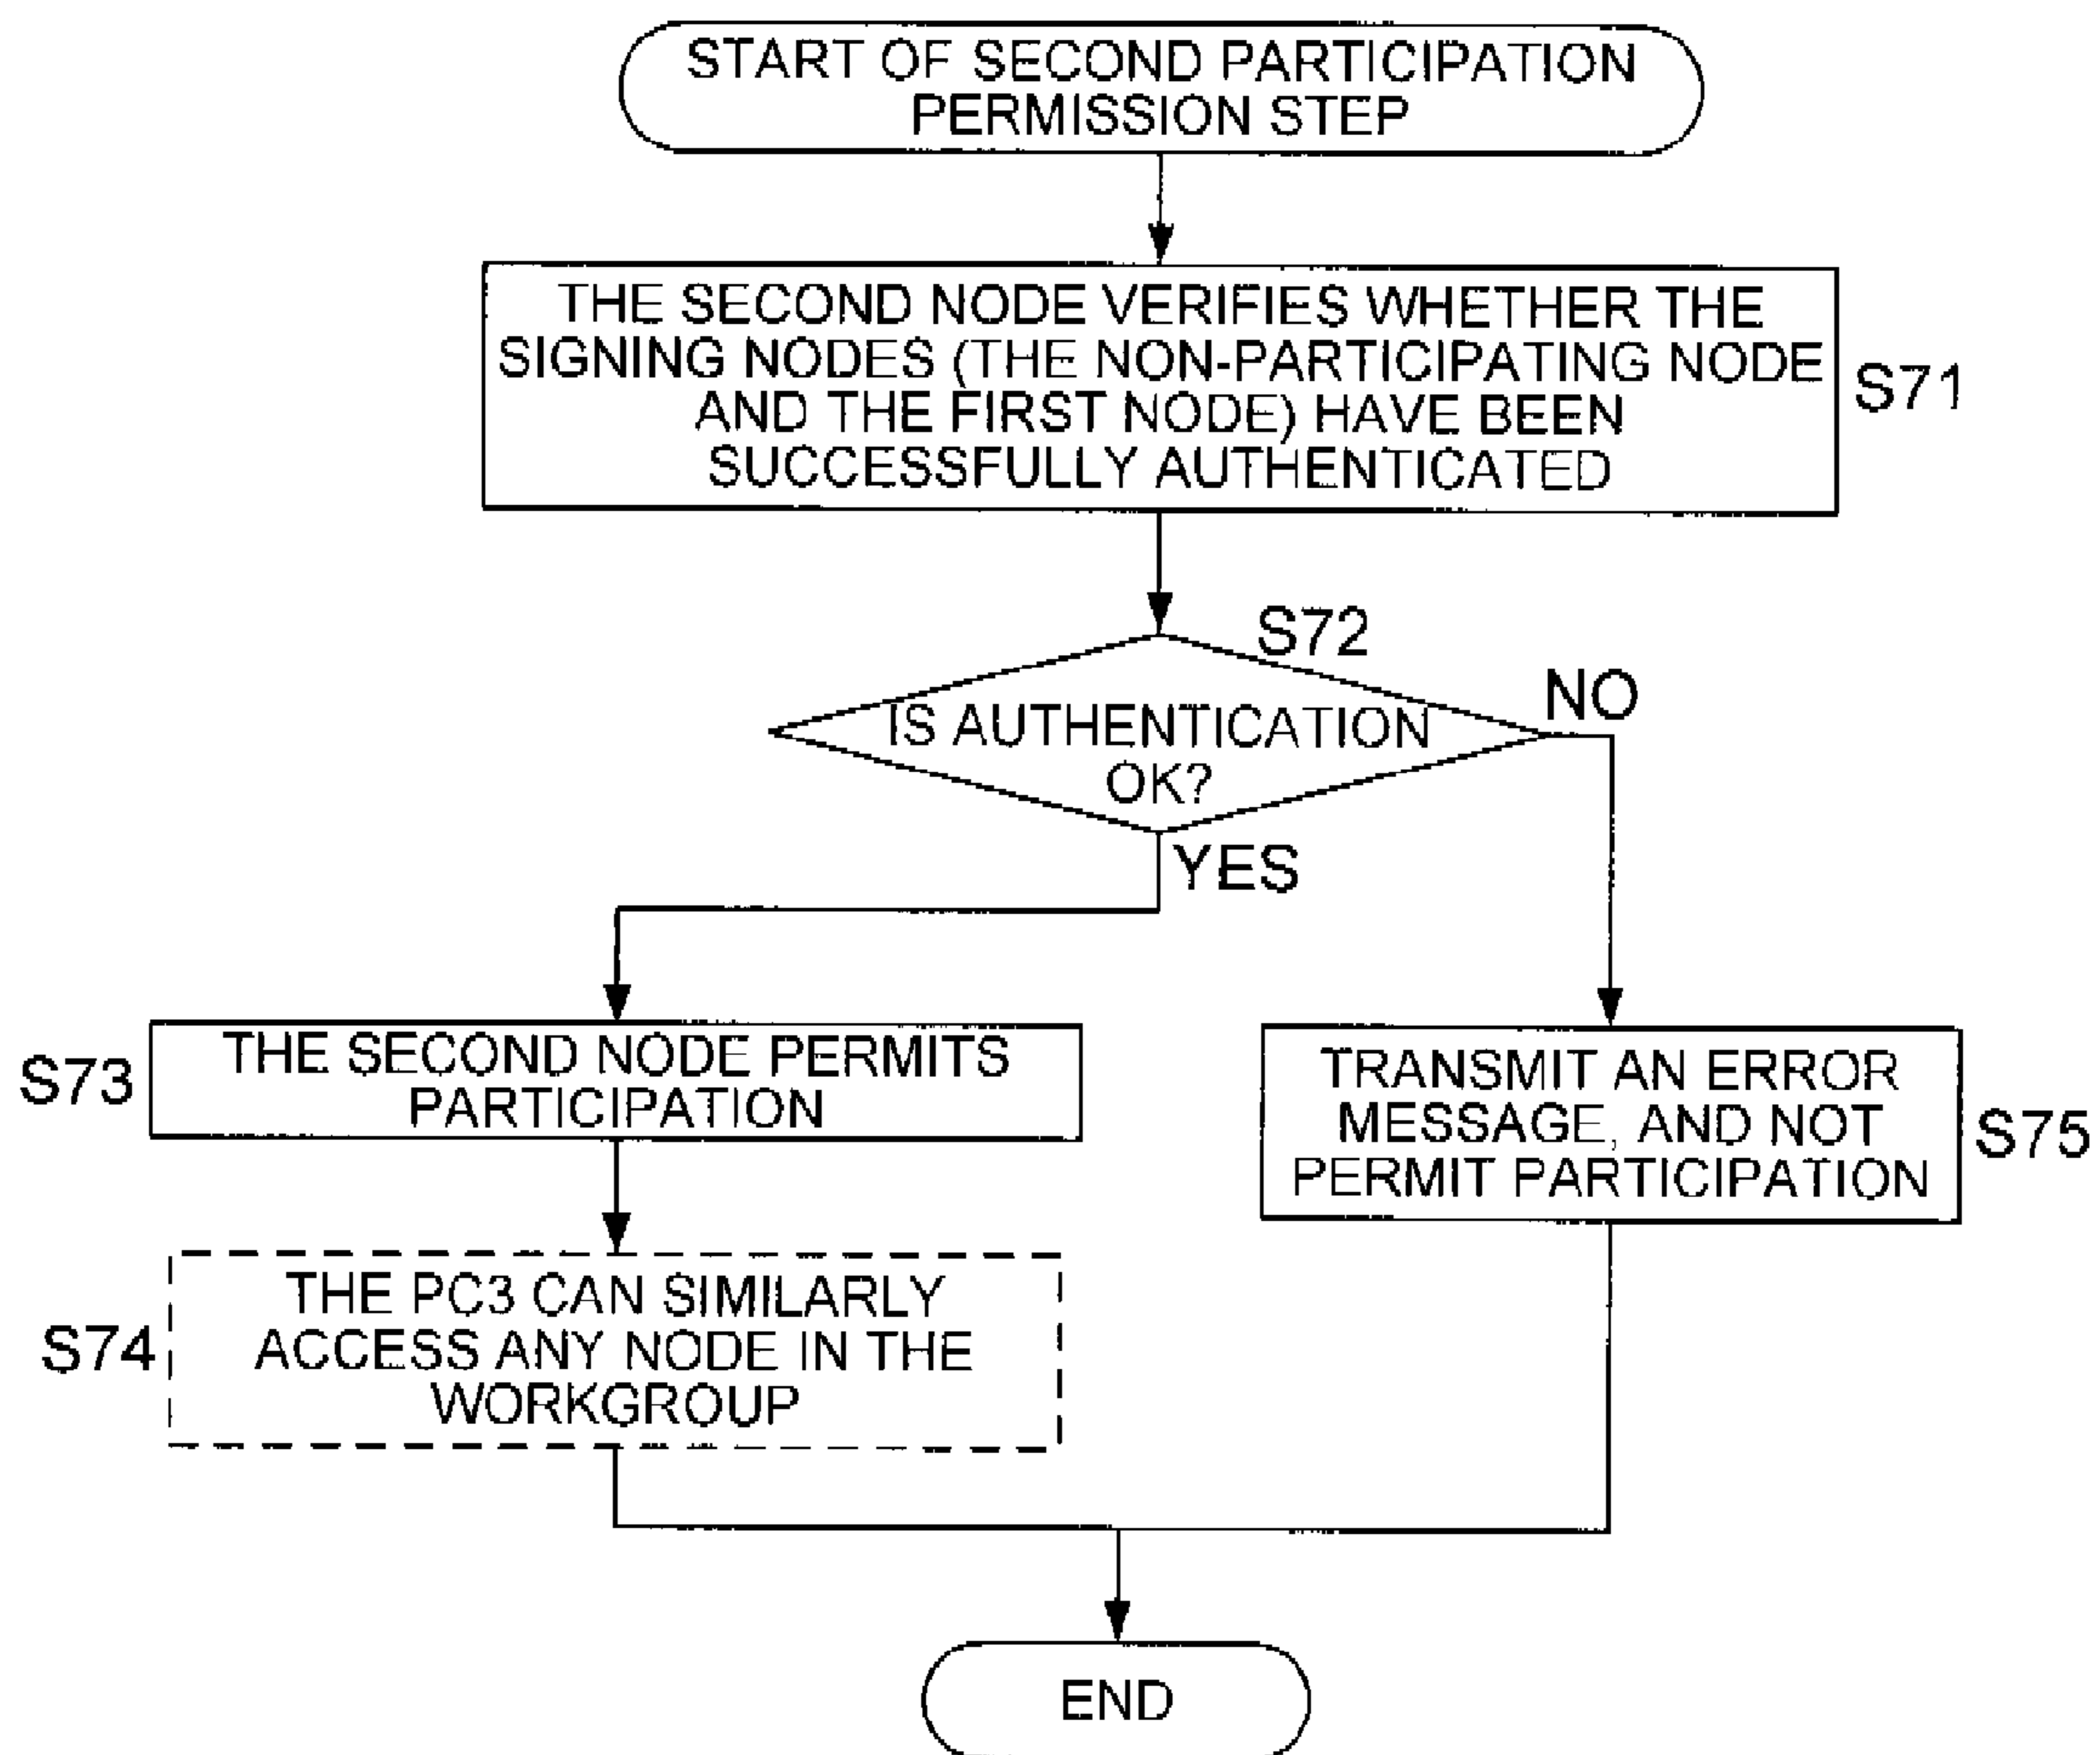 START OF SECOND PARTICIPATION
PERMISSION STEP
THE SECOND NODE VERIFIES WHETHER THE
SIGNING NODES (THE NON-PARTICIPATING NODE
AND THE FIRST NODE) HAVE BEEN
SUCCESSFULLY AUTHENTICATED
S71
S72
IS AUTHENTICATION
OK?
NO
YES
S73
THE SECOND NODE PERMITS
PARTICIPATION
TRANSMIT AN ERROR
MESSAGE, AND NOT
PERMIT PARTICIPATION
S75
S74
THE PC3 CAN SIMILARLY
ACCESS ANY NODE IN THE
WORKGROUP
END